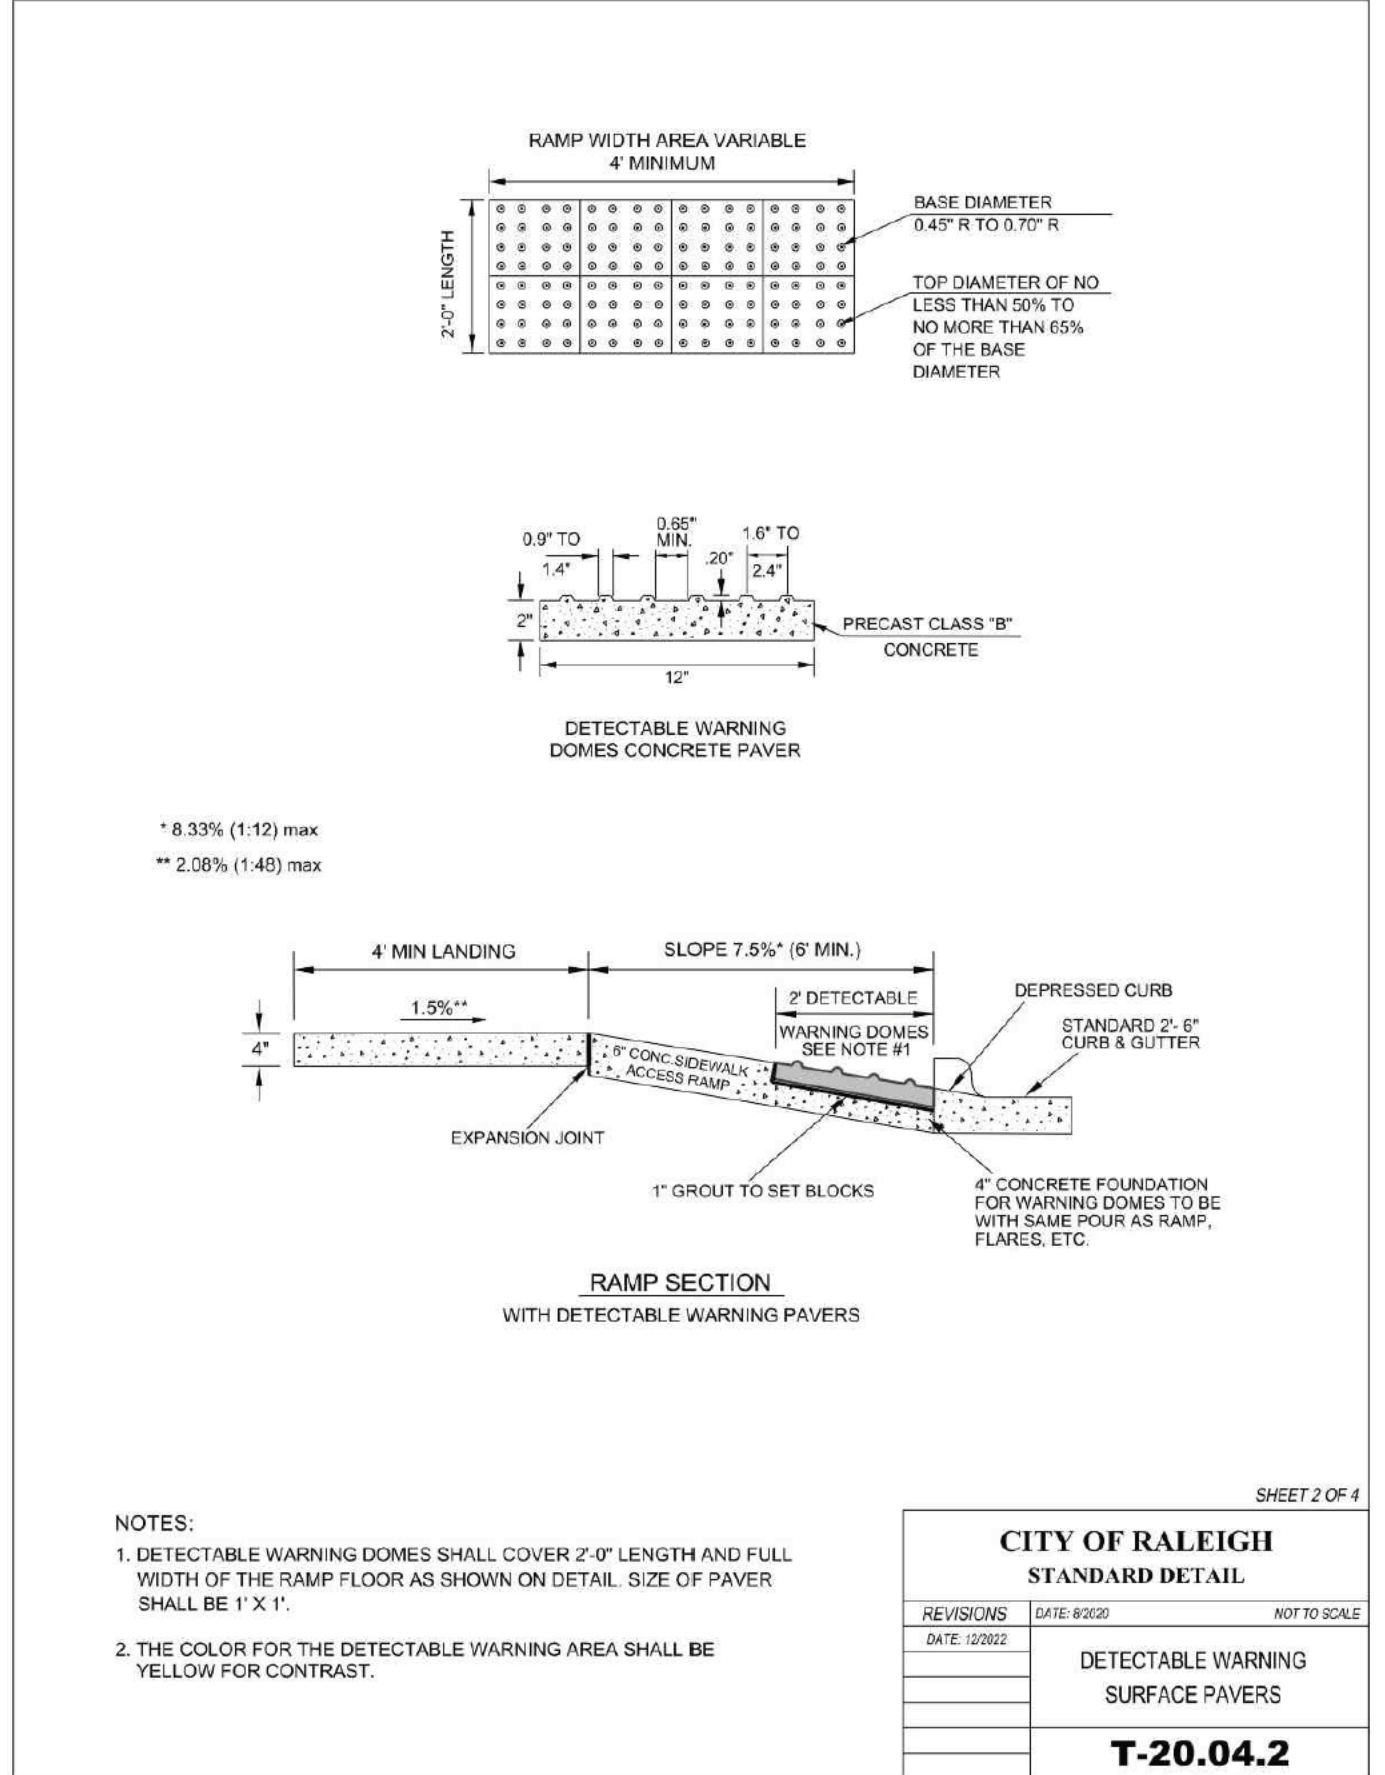 RAMP WIDTH AREA VARIABLE
4' MINIMUM
2'-0" LENGTH
BASE DIAMETER
0.45" R TO 0.70" R
TOP DIAMETER OF NO
LESS THAN 50% TO
NO MORE THAN 65%
OF THE BASE
DIAMETER
0.9" TO
1.4"
0.65"
MIN.
.20"
1.6" TO
2.4"
2"
PRECAST CLASS "B"
CONCRETE
12"
DETECTABLE WARNING
DOMES CONCRETE PAVER
* 8.33% (1:12) max
** 2.08% (1:48) max
4' MIN LANDING
SLOPE 7.5%* (6' MIN.)
1.5%**
2' DETECTABLE
WARNING DOMES
SEE NOTE #1
DEPRESSED CURB
STANDARD 2'- 6"
CURB & GUTTER
4"
6" CONC.SIDEWALK
ACCESS RAMP
EXPANSION JOINT
1" GROUT TO SET BLOCKS
4" CONCRETE FOUNDATION
FOR WARNING DOMES TO BE
WITH SAME POUR AS RAMP,
FLARES, ETC.
RAMP SECTION
WITH DETECTABLE WARNING PAVERS
NOTES:
1. DETECTABLE WARNING DOMES SHALL COVER 2'-0" LENGTH AND FULL
WIDTH OF THE RAMP FLOOR AS SHOWN ON DETAIL. SIZE OF PAVER
SHALL BE 1' X 1'.
2. THE COLOR FOR THE DETECTABLE WARNING AREA SHALL BE
YELLOW FOR CONTRAST.
SHEET 2 OF 4
CITY OF RALEIGH
STANDARD DETAIL
REVISIONS
DATE: 8/2020
NOT TO SCALE
DATE: 12/2022
DETECTABLE WARNING
SURFACE PAVERS
T-20.04.2